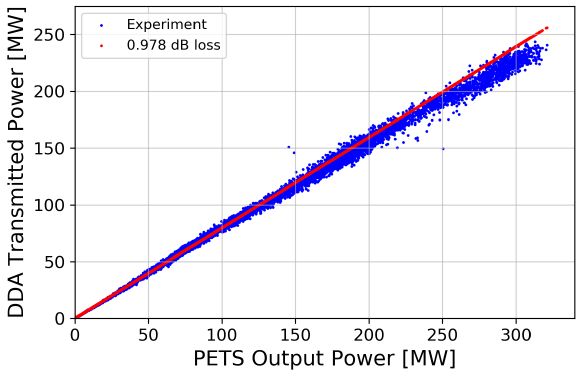 Experiment
0.978 dB loss
DDA Transmitted Power [MW]
250
200
150
100
50
0
0 50 100 150 200 250 300
PETS Output Power [MW]